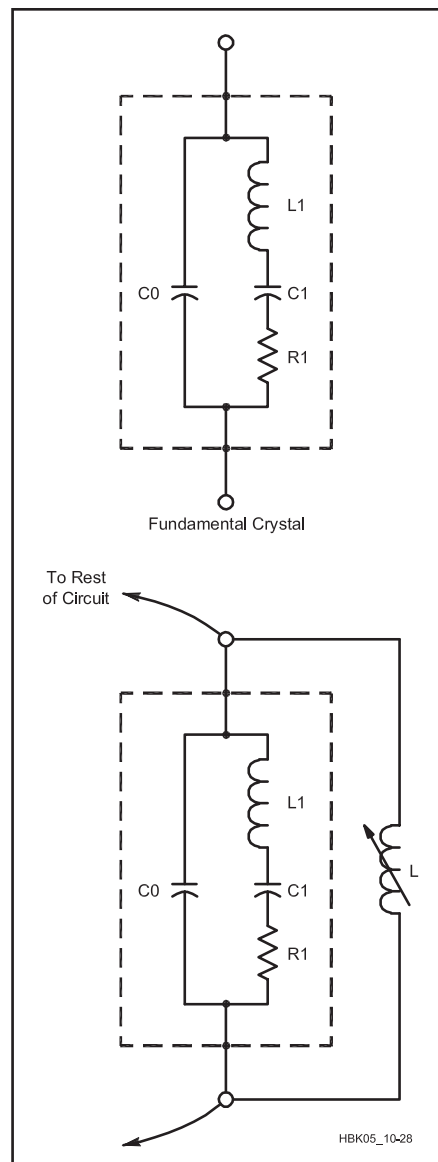 L1
C0
C1
R1
Fundamental Crystal
To Rest
of Circuit
L1
C0
C1
R1
L
HBK05_10-28